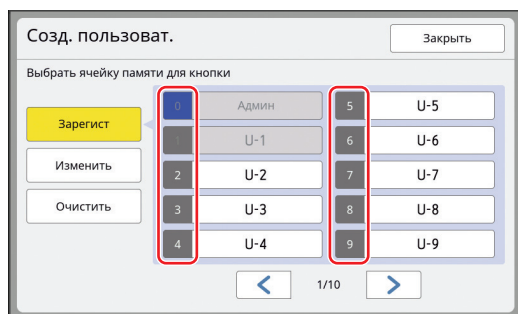 Созд. пользоват.
Закрыть
Выбрать ячейку памяти для кнопки
Зарегист
Изменить
Очистить
0 Админ
1 U-1
2 U-2
3 U-3
4 U-4
5 U-5
6 U-6
7 U-7
8 U-8
9 U-9
1/10